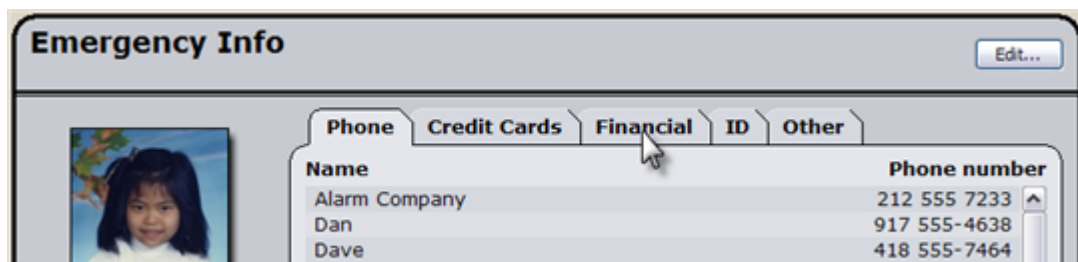 Emergency Info
Edit...
Phone Credit Cards Financial ID Other
Name Phone number
Alarm Company 212 555 7233
Dan 917 555-4638
Dave 418 555-7464